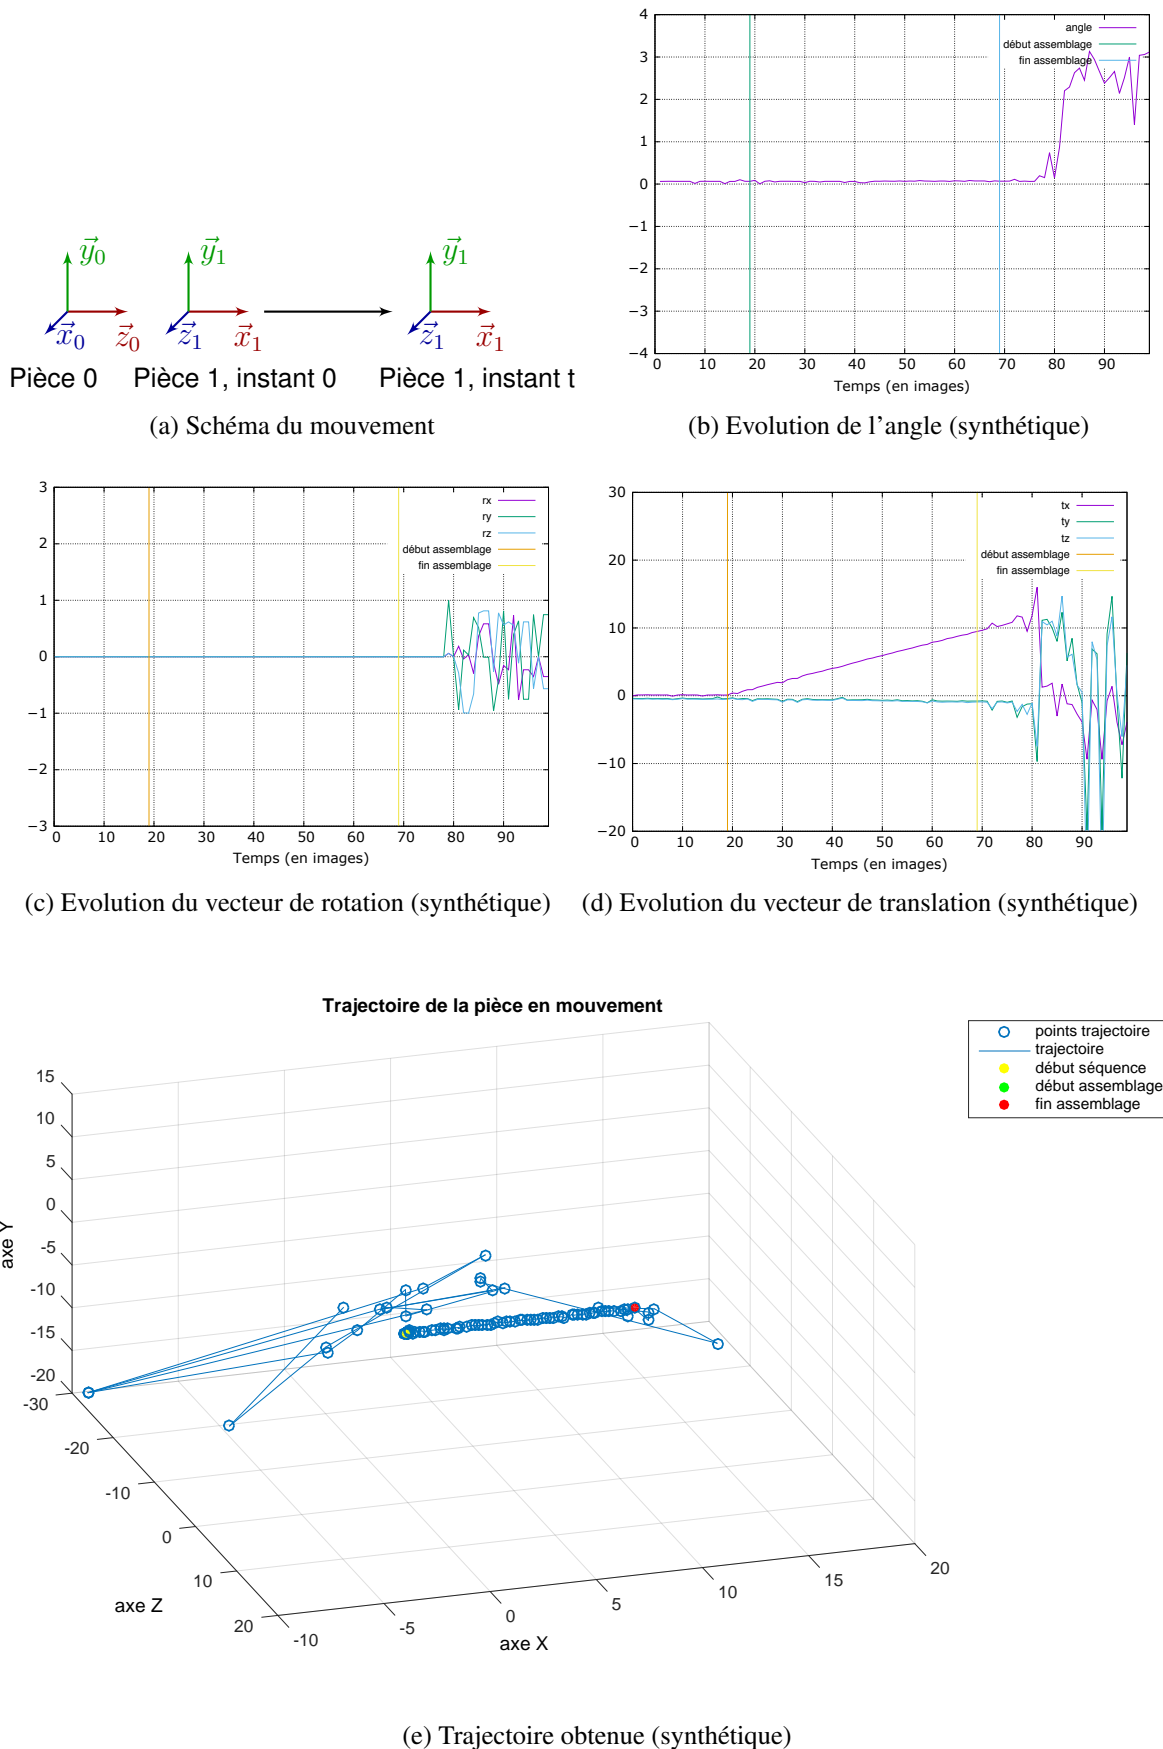 y⃗0
x⃗0
z⃗0
Pièce 0
y⃗1
z⃗1
x⃗1
Pièce 1, instant 0
y⃗1
z⃗1
x⃗1
Pièce 1, instant t
(a) Schéma du mouvement
4
3
2
1
0
−1
−2
−3
−4
0 10 20 30 40 50 60 70 80 90
Temps (en images)
angle
début assemblage
fin assemblage
(b) Evolution de l'angle (synthétique)
3
2
1
0
−1
−2
−3
0 10 20 30 40 50 60 70 80 90
Temps (en images)
rx
ry
rz
début assemblage
fin assemblage
(c) Evolution du vecteur de rotation (synthétique)
30
20
10
0
−10
−20
0 10 20 30 40 50 60 70 80 90
Temps (en images)
tx
ty
tz
début assemblage
fin assemblage
(d) Evolution du vecteur de translation (synthétique)
Trajectoire de la pièce en mouvement
points trajectoire
trajectoire
début séquence
début assemblage
fin assemblage
15
10
5
0
-5
-10
-15
-20
axe Y
-30
-20
-10
0
10
20
axe Z
-10
-5
0
5
10
15
20
axe X
(e) Trajectoire obtenue (synthétique)